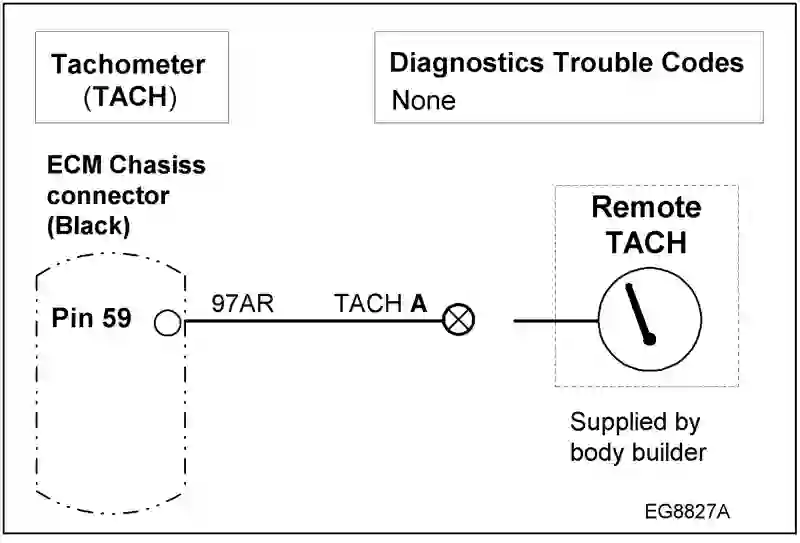 Tachometer
(TACH)
Diagnostics Trouble Codes
None
ECM Chasiss
connector
(Black)
Pin 59
97AR
TACH A
Remote
TACH
Supplied by
body builder
EG8827A